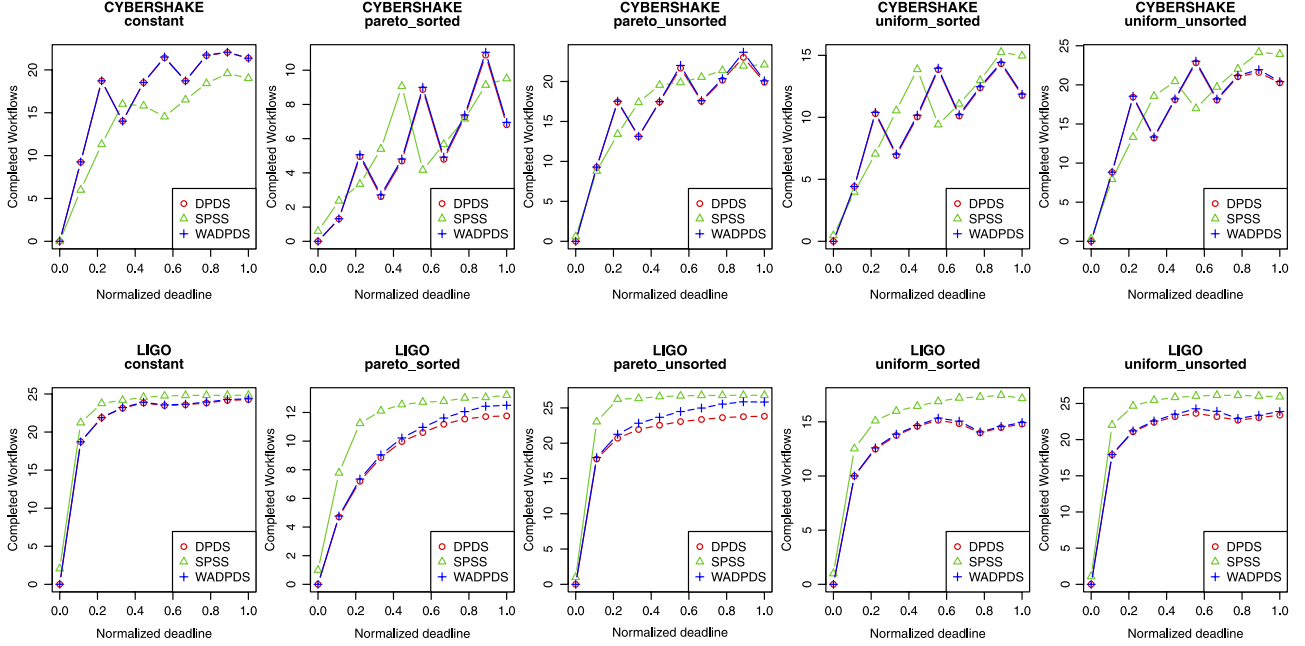 CYBERSHAKE
constant
Completed Workflows
20
15
10
5
0
DPDS
SPSS
WADPDS
0.0 0.2 0.4 0.6 0.8 1.0
Normalized deadline
CYBERSHAKE
pareto_sorted
Completed Workflows
10
8
6
4
2
0
DPDS
SPSS
WADPDS
0.0 0.2 0.4 0.6 0.8 1.0
Normalized deadline
CYBERSHAKE
pareto_unsorted
Completed Workflows
20
15
10
5
0
DPDS
SPSS
WADPDS
0.0 0.2 0.4 0.6 0.8 1.0
Normalized deadline
CYBERSHAKE
uniform_sorted
Completed Workflows
15
10
5
0
DPDS
SPSS
WADPDS
0.0 0.2 0.4 0.6 0.8 1.0
Normalized deadline
CYBERSHAKE
uniform_unsorted
Completed Workflows
25
20
15
10
5
0
DPDS
SPSS
WADPDS
0.0 0.2 0.4 0.6 0.8 1.0
Normalized deadline
LIGO
constant
Completed Workflows
25
20
15
10
5
0
DPDS
SPSS
WADPDS
0.0 0.2 0.4 0.6 0.8 1.0
Normalized deadline
LIGO
pareto_sorted
Completed Workflows
12
10
8
6
4
2
0
DPDS
SPSS
WADPDS
0.0 0.2 0.4 0.6 0.8 1.0
Normalized deadline
LIGO
pareto_unsorted
Completed Workflows
25
20
15
10
5
0
DPDS
SPSS
WADPDS
0.0 0.2 0.4 0.6 0.8 1.0
Normalized deadline
LIGO
uniform_sorted
Completed Workflows
15
10
5
0
DPDS
SPSS
WADPDS
0.0 0.2 0.4 0.6 0.8 1.0
Normalized deadline
LIGO
uniform_unsorted
Completed Workflows
25
20
15
10
5
0
DPDS
SPSS
WADPDS
0.0 0.2 0.4 0.6 0.8 1.0
Normalized deadline